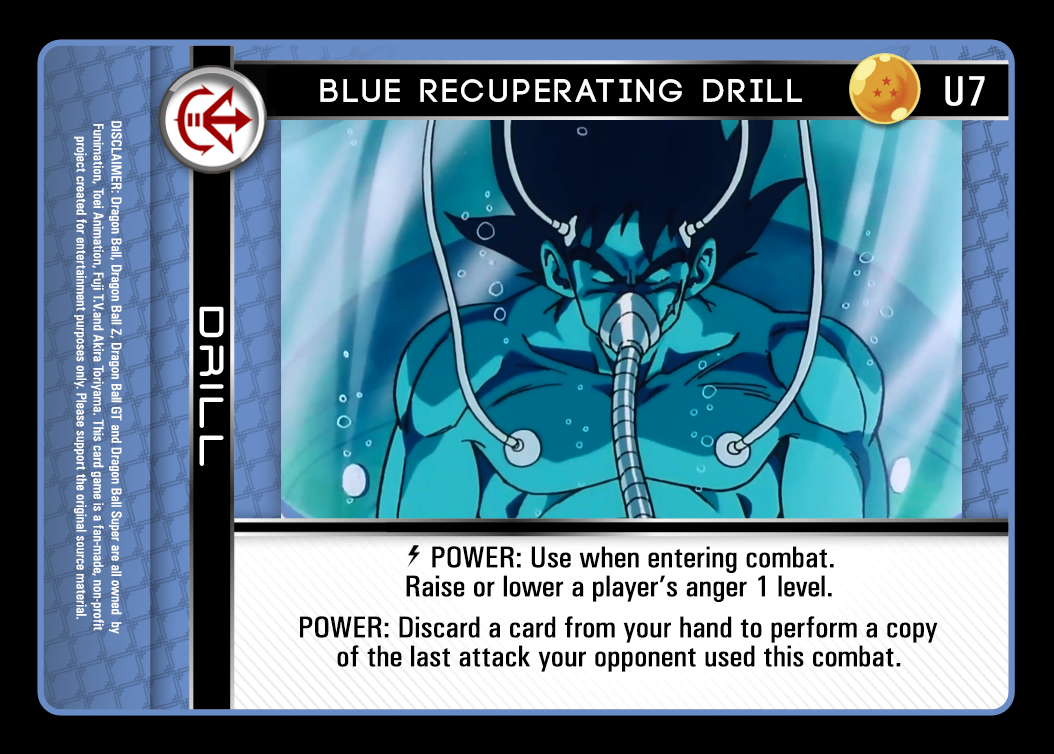 BLUE RECUPERATING DRILL
U7
DRILL
⚡ POWER: Use when entering combat.
Raise or lower a player's anger 1 level.
POWER: Discard a card from your hand to perform a copy
of the last attack your opponent used this combat.
DISCLAIMER: Dragon Ball, Dragon Ball Z, Dragon Ball GT and Dragon Ball Super are all owned by
Funimation, Toei Animation, Fuji T.V.and Akira Toriyama. This card game is a fan-made, non-profit
project created for entertainment purposes only. Please support the original source material.